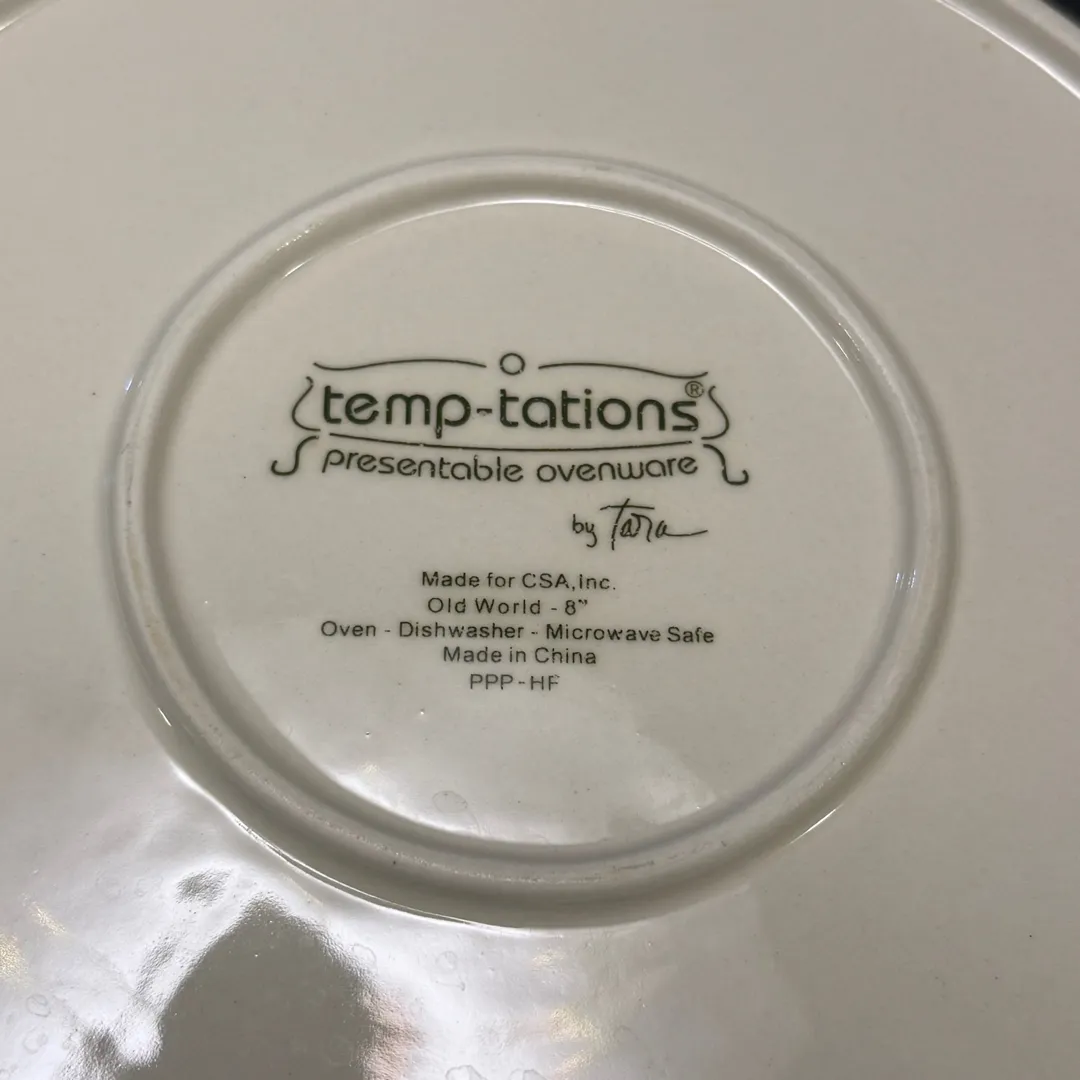 temp-tations®
presentable ovenware
by Tara
Made for CSA,Inc.
Old World - 8”
Oven - Dishwasher - Microwave Safe
Made in China
PPP-HF